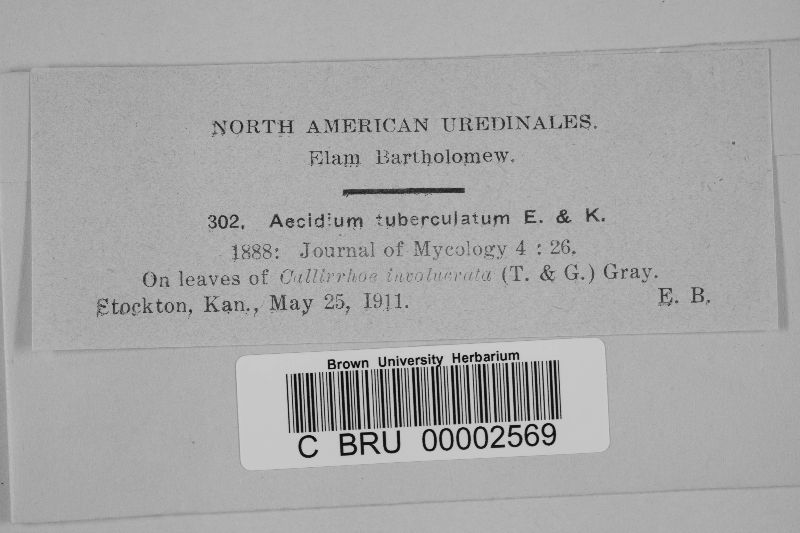 NORTH AMERICAN UREDINALES.
Elam Bartholomew.
302. Aecidium tuberculatum E. & K.
1888: Journal of Mycology 4 : 26.
On leaves of Callirrhoe involucrata (T. & G.) Gray.
Stockton, Kan., May 25, 1911. E. B.
Brown University Herbarium
C BRU 00002569